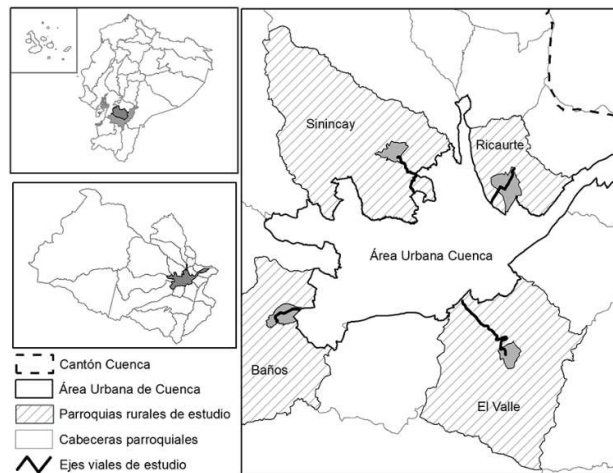 Sinincay
Ricaurte
Área Urbana Cuenca
Baños
El Valle
Cantón Cuenca
Área Urbana de Cuenca
Parroquias rurales de estudio
Cabeceras parroquiales
Ejes viales de estudio